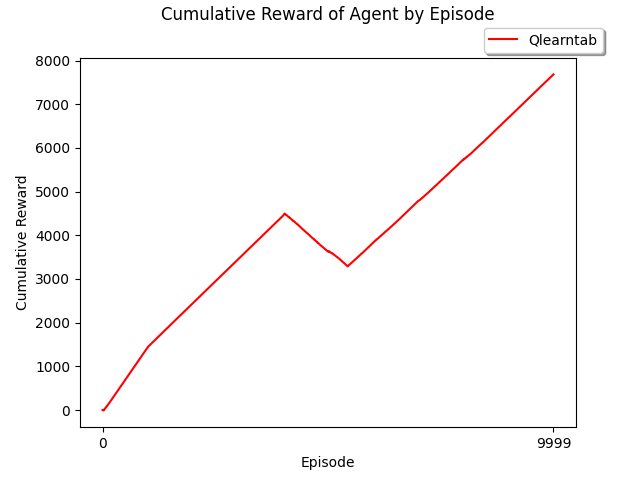 Cumulative Reward of Agent by Episode
Qlearntab
8000
7000
6000
5000
4000
3000
2000
1000
0
Cumulative Reward
0 9999
Episode